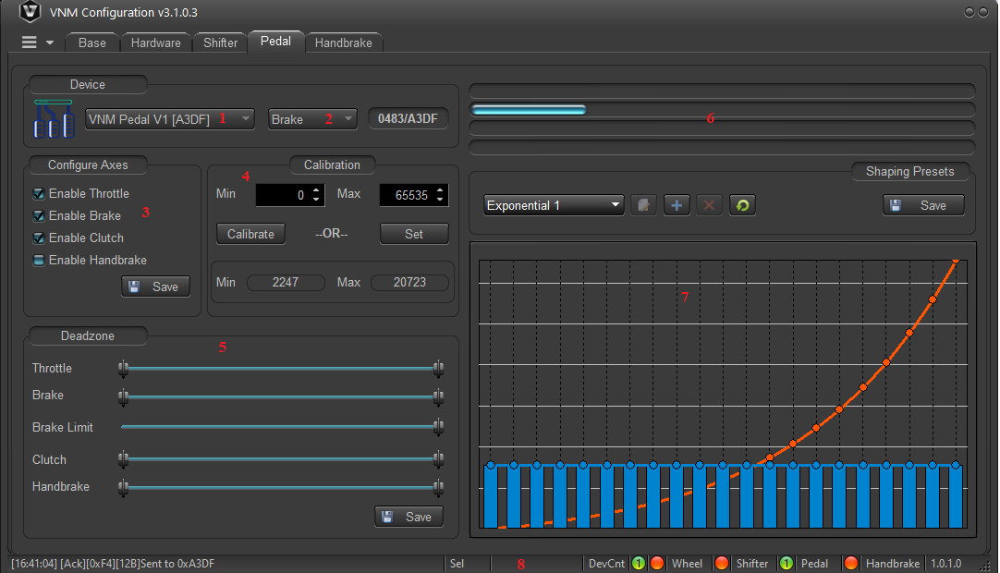 VNM Configuration v3.1.0.3
Base Hardware Shifter Pedal Handbrake
Device
VNM Pedal V1 [A3DF] 1 Brake 2 0483/A3DF
6
Configure Axes
Enable Throttle
Enable Brake 3
Enable Clutch
Enable Handbrake
Save
Calibration
4
Min 0 Max 65535
Calibrate --OR-- Set
Min 2247 Max 20723
Shaping Presets
Exponential 1 Save
7
Deadzone
5
Throttle
Brake
Brake Limit
Clutch
Handbrake
Save
[16:41:04] [Ack][0xF4][12B]Sent to 0xA3DF Sel 8 DevCnt 1 Wheel Shifter 1 Pedal Handbrake 1.0.1.0